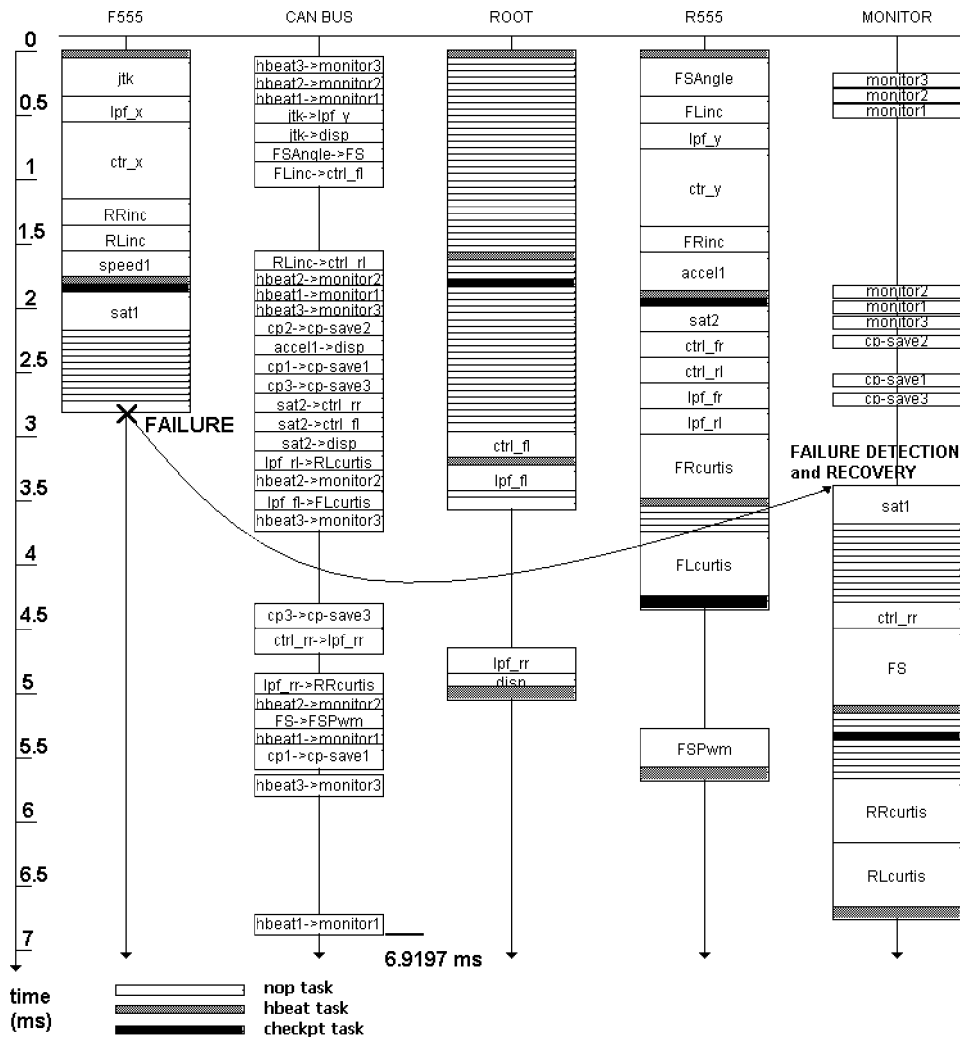 F555
CAN BUS
ROOT
R555
MONITOR
0
0.5
1
1.5
2
2.5
3
3.5
4
4.5
5
5.5
6
6.5
7
time
(ms)
jtk
lpf_x
ctr_x
RRinc
RLinc
speed1
sat1
FAILURE
hbeat3->monitor3
hbeat2->monitor2
hbeat1->monitor1
jtk->lpf_y
jtk->disp
FSAngle->FS
FLinc->ctrl_fl
RLinc->ctrl_rl
hbeat2->monitor2
hbeat1->monitor1
hbeat3->monitor3
cp2->cp-save2
accel1->disp
cp1->cp-save1
cp3->cp-save3
sat2->ctrl_rr
sat2->ctrl_fl
sat2->disp
lpf_rl->RLcurtis
hbeat2->monitor2
lpf_fl->FLcurtis
hbeat3->monitor3
cp3->cp-save3
ctrl_rr->lpf_rr
lpf_rr->RRcurtis
hbeat2->monitor2
FS->FSPwm
hbeat1->monitor1
cp1->cp-save1
hbeat3->monitor3
hbeat1->monitor1
6.9197 ms
ctrl_fl
lpf_fl
lpf_rr
disp
FSAngle
FLinc
lpf_y
ctr_y
FRinc
accel1
sat2
ctrl_fr
ctrl_rl
lpf_fr
lpf_rl
FRcurtis
FLcurtis
FSPwm
monitor3
monitor2
monitor1
monitor2
monitor1
monitor3
cp-save2
cp-save1
cp-save3
FAILURE DETECTION
and RECOVERY
sat1
ctrl_rr
FS
RRcurtis
RLcurtis
nop task
hbeat task
checkpt task